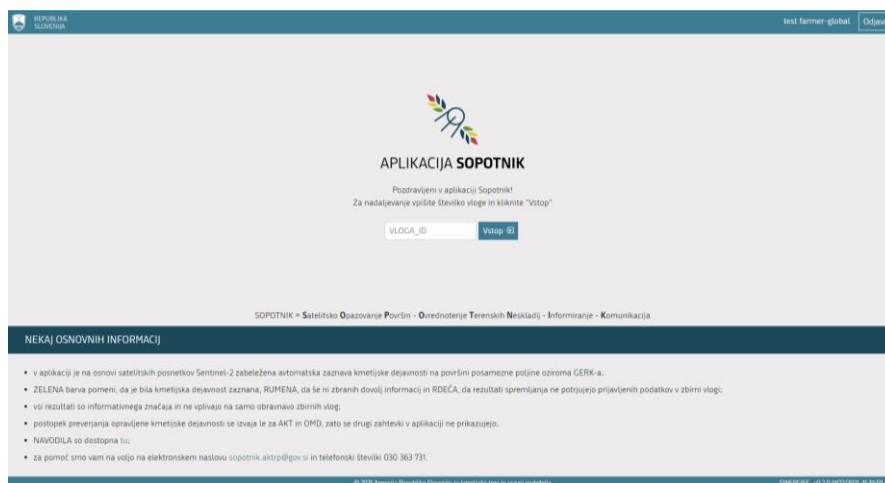 REPUBLIKA
SLOVENIJA
test farmer-global
APLIKACIJA SOPOTNIK
Pozdravljeni v aplikaciji Sopotnik!
Za nadaljevanje vpišite številko vloge in kliknite "Vstop"
VLOGA_ID
Vstop
SOPOTNIK = Satelitsko Opazovanje Površin - Ovrednotenje Terenskih Neskladij - Informiranje - Komunikacija
NEKAJ OSNOVNIH INFORMACIJ
• v aplikaciji je na osnovi satelitskih posnetkov Sentinel-2 zabeležena avtomatska zaznava kmetijske dejavnosti na površini posamezne poljine oziroma GERK-a;
• ZELENA barva pomeni, da je bila kmetijska dejavnost zaznana, RUMENA, da še ni zbranih dovolj informacij in RDEČA, da rezultati spremljanja ne potrjujejo prijavljenih podatkov v zbirni vlogi;
• vsi rezultati so informativnega značaja in ne vplivajo na samo obravnavo zbirnih vlog;
• postopek preverjanja opravljene kmetijske dejavnosti se izvaja le za AKT in OMD, zato se drugi zahtevki v aplikaciji ne prikazujejo;
• NAVODILA so dostopna tu;
• za pomoč smo vam na voljo na elektronskem naslovu sopotnik.aktrp@gov.si in telefonski številki 030 363 731.